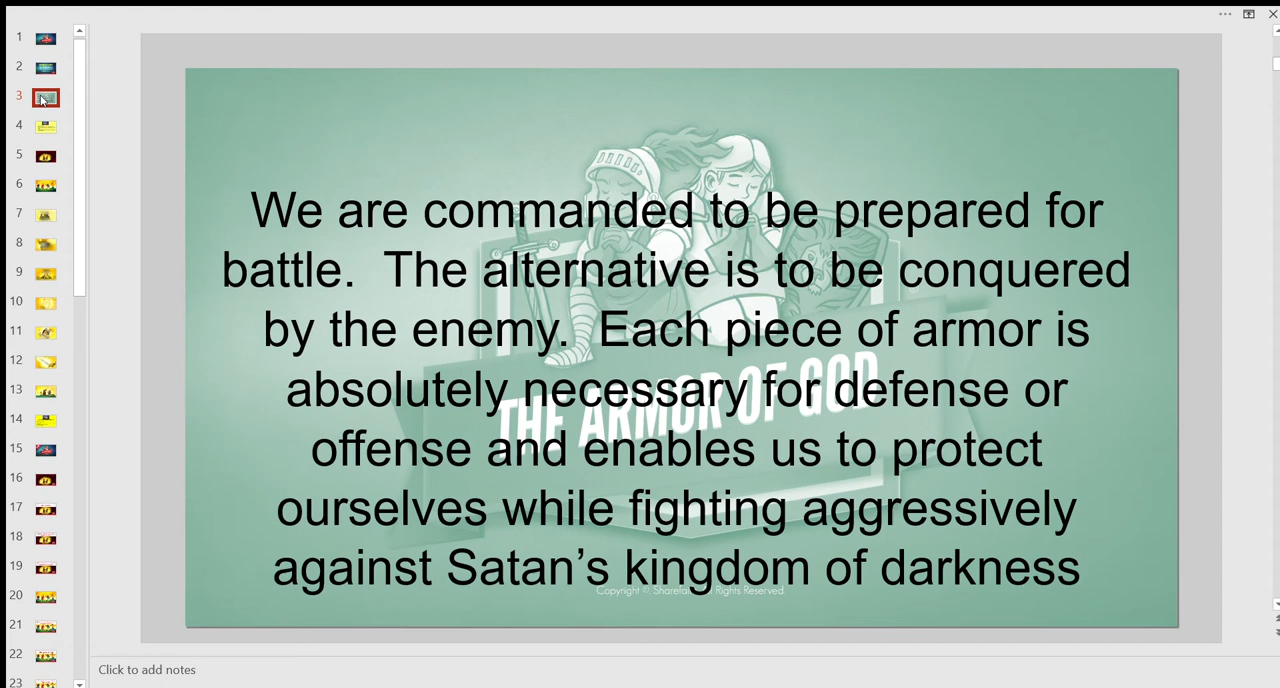 1
2
3
4
5
6
7
8
9
10
11
12
13
14
15
16
17
18
19
20
21
22
23
We are commanded to be prepared for
battle.  The alternative is to be conquered
by the enemy.  Each piece of armor is
absolutely necessary for defense or
offense and enables us to protect
ourselves while fighting aggressively
against Satan’s kingdom of darkness
THE ARMOR OF GOD
Copyright © Rights Reserved.
Click to add notes